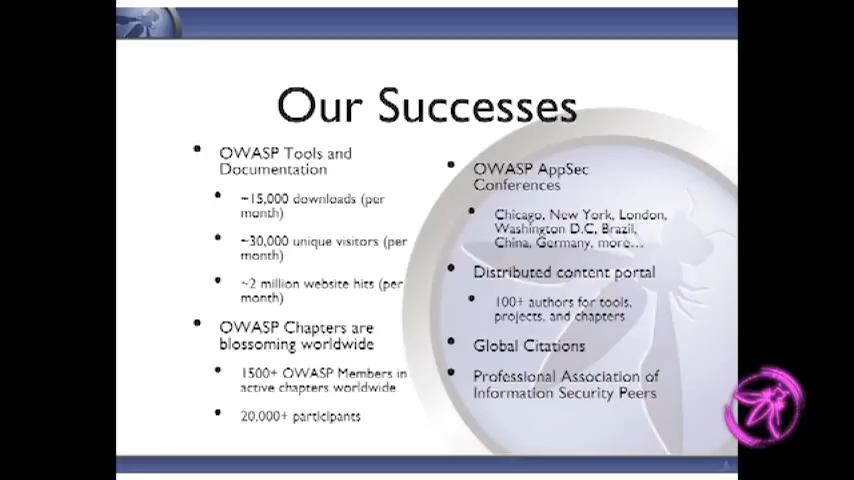 Our Successes
OWASP Tools and
Documentation
~15,000 downloads (per
month)
~30,000 unique visitors (per
month)
~2 million website hits (per
month)
OWASP Chapters are
blossoming worldwide
1500+ OWASP Members in
active chapters worldwide
20,000+ participants
OWASP AppSec
Conferences
Chicago, New York, London,
Washington D.C, Brazil,
China, Germany, more...
Distributed content portal
100+ authors for tools,
projects, and chapters
Global Citations
Professional Association of
Information Security Peers